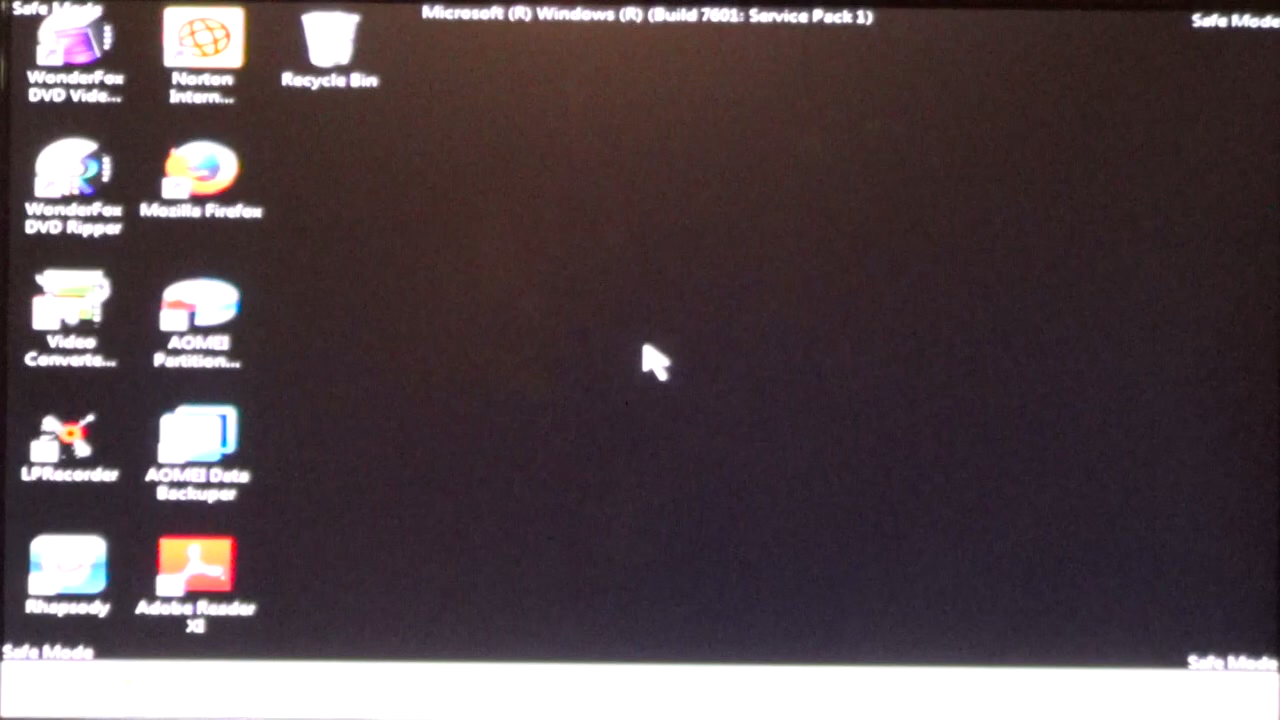 Safe Mode
Microsoft (R) Windows (R) (Build 7601: Service Pack 1)
Safe Mode
WonderFox
DVD Vide...
Norton
Intern...
Recycle Bin
WonderFox
DVD Ripper
Mozilla Firefox
Video
Converte...
AOMEI
Partition...
LPRecorder
AOMEI Data
Backuper
Rhapsody
Adobe Reader
XI
Safe Mode
Safe Mode